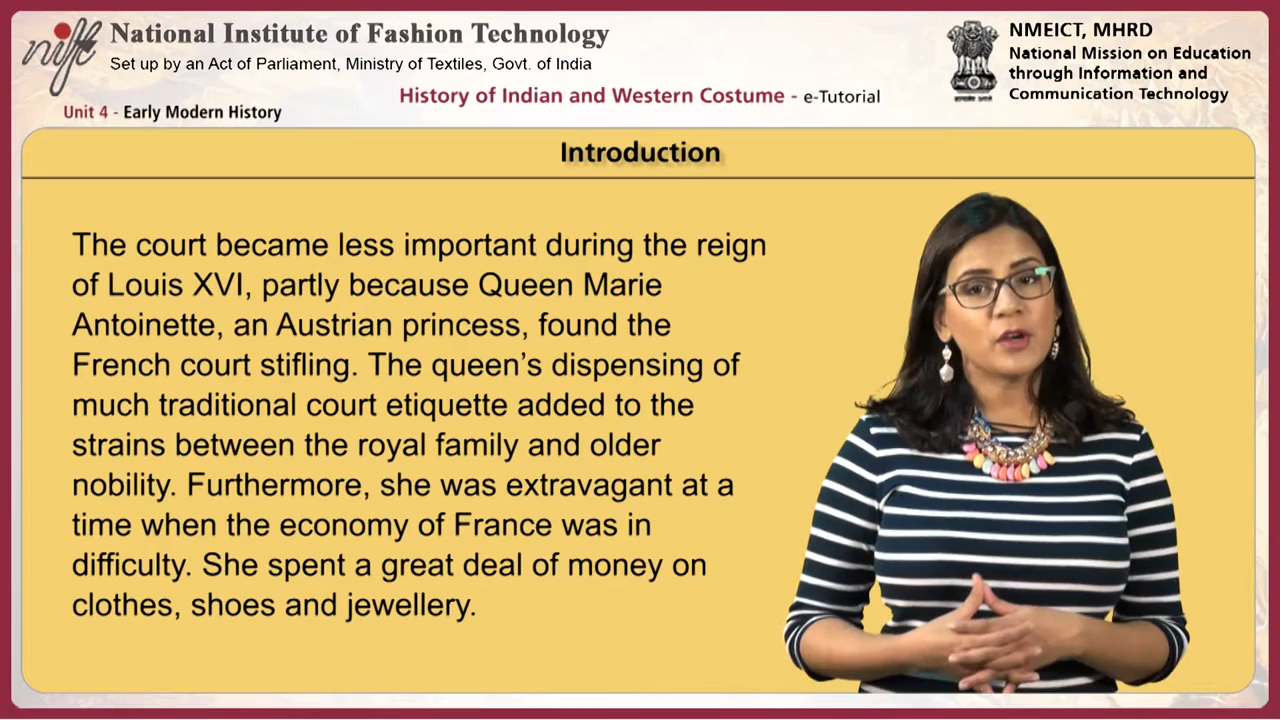 nift
National Institute of Fashion Technology
Set up by an Act of Parliament, Ministry of Textiles, Govt. of India
NMEICT, MHRD
National Mission on Education
through Information and
Communication Technology
History of Indian and Western Costume - e-Tutorial
Unit 4 - Early Modern History
Introduction
The court became less important during the reign
of Louis XVI, partly because Queen Marie
Antoinette, an Austrian princess, found the
French court stifling. The queen’s dispensing of
much traditional court etiquette added to the
strains between the royal family and older
nobility. Furthermore, she was extravagant at a
time when the economy of France was in
difficulty. She spent a great deal of money on
clothes, shoes and jewellery.